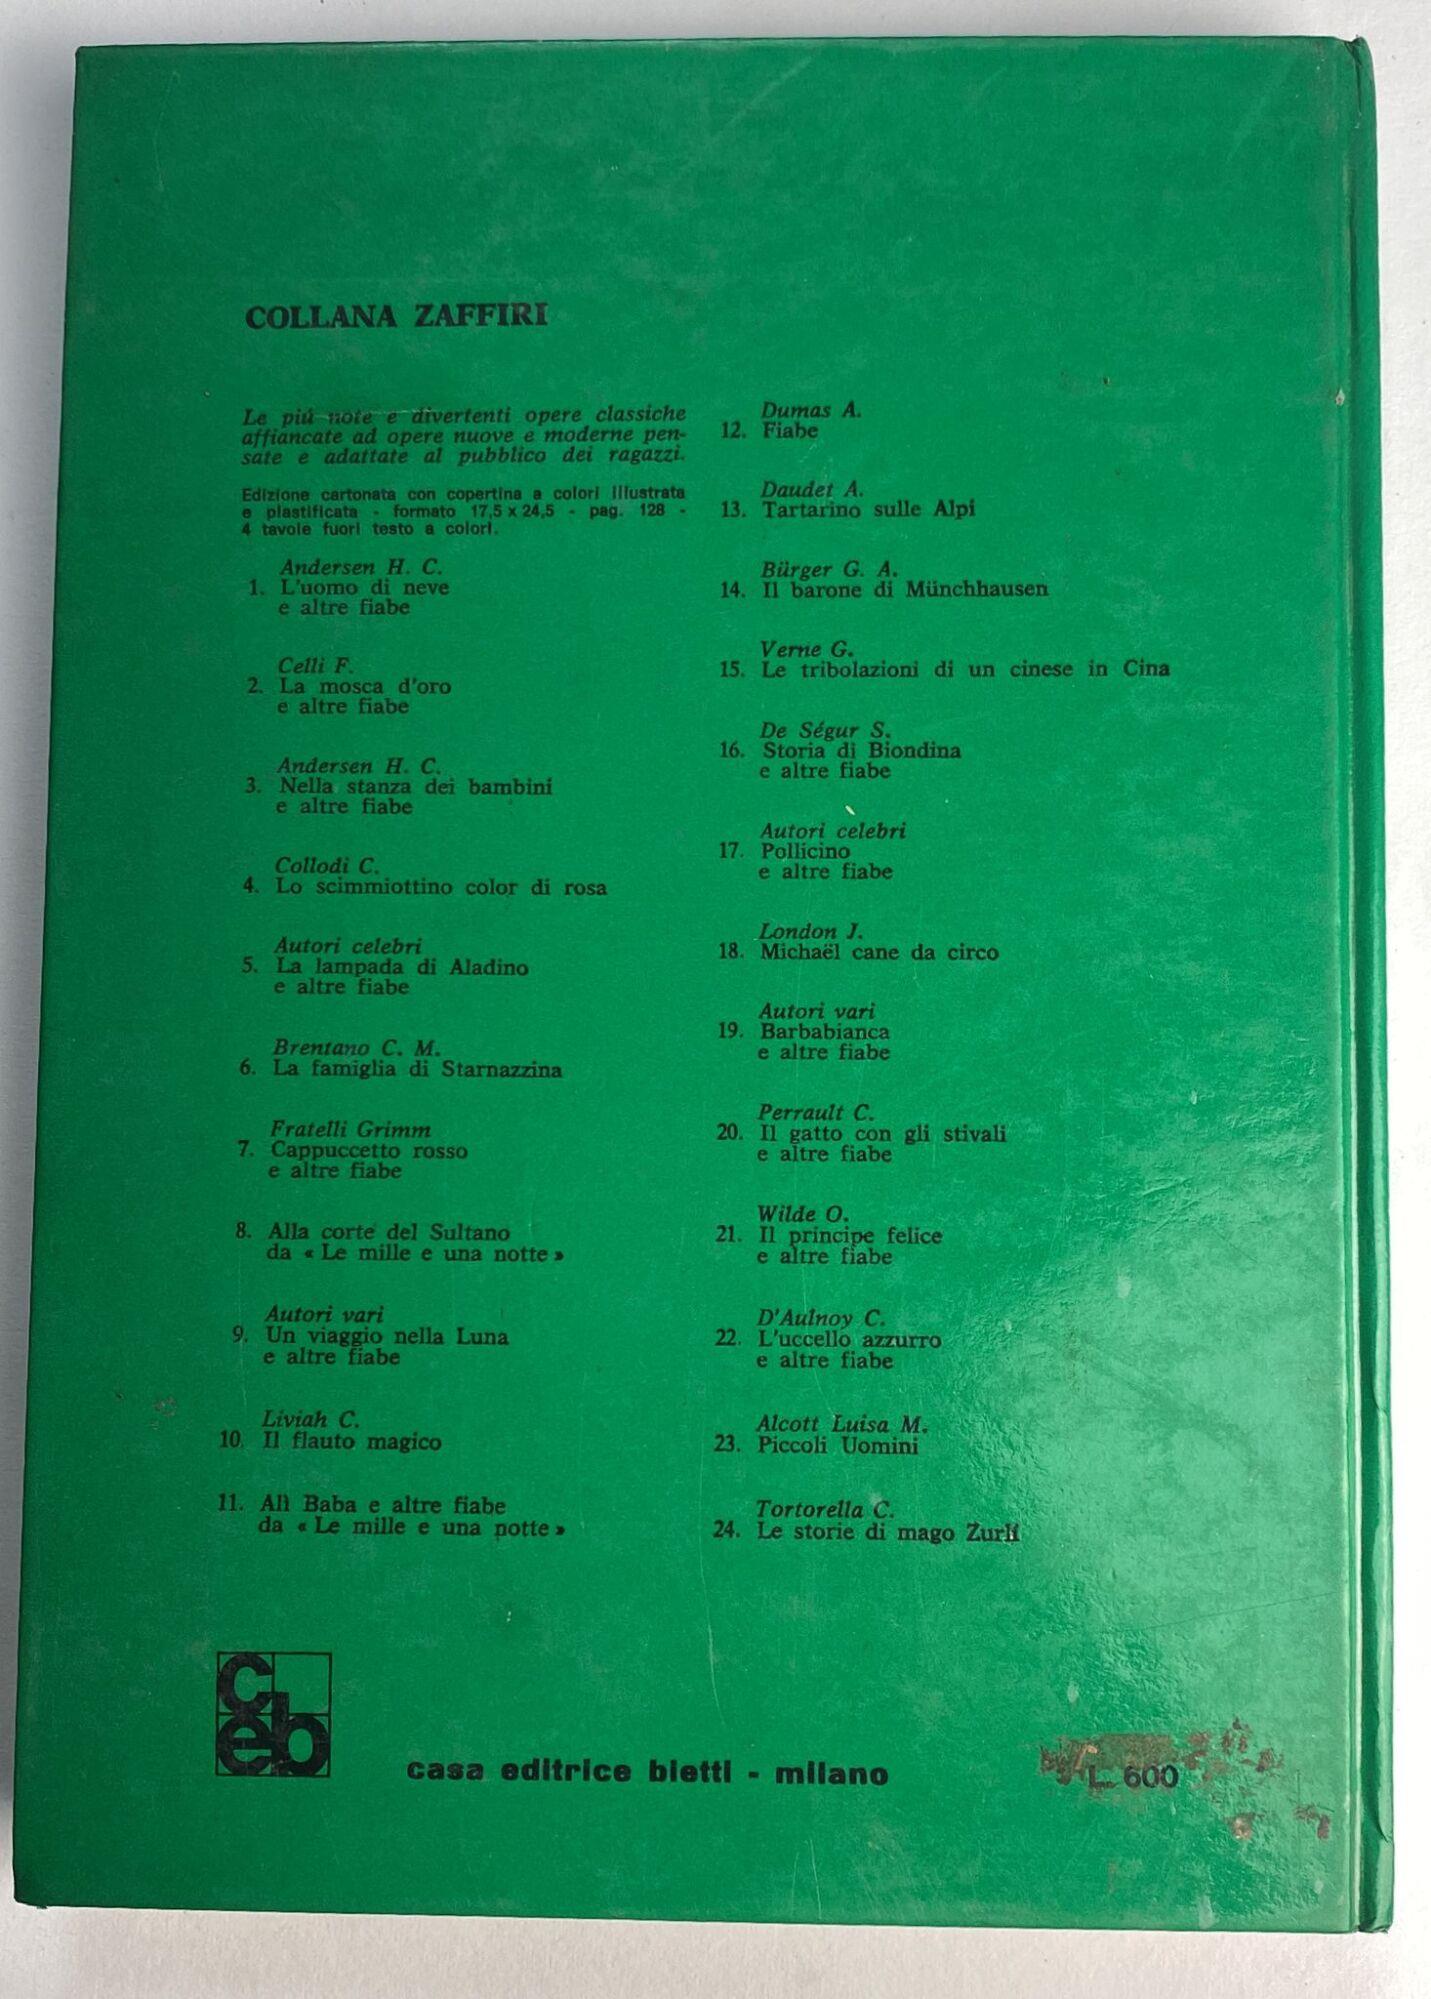 COLLANA ZAFFIRI
Le piú note e divertenti opere classiche
affiancate ad opere nuove e moderne pen-
sate e adattate al pubblico dei ragazzi.
Edizione cartonata con copertina a colori illustrata
e plastificata - formato 17,5 x 24,5 - pag. 128 -
4 tavole fuori testo a colori.
Andersen H. C.
1. L'uomo di neve
e altre fiabe
Celli F.
2. La mosca d'oro
e altre fiabe
Andersen H. C.
3. Nella stanza dei bambini
e altre fiabe
Collodi C.
4. Lo scimmiottino color di rosa
Autori celebri
5. La lampada di Aladino
e altre fiabe
Brentano C. M.
6. La famiglia di Starnazzina
Fratelli Grimm
7. Cappuccetto rosso
e altre fiabe
8. Alla corte del Sultano
da « Le mille e una notte »
Autori vari
9. Un viaggio nella Luna
e altre fiabe
Liviah C.
10. Il flauto magico
11. Alì Baba e altre fiabe
da « Le mille e una notte »
Dumas A.
12. Fiabe
Daudet A.
13. Tartarino sulle Alpi
Bürger G. A.
14. Il barone di Münchhausen
Verne G.
15. Le tribolazioni di un cinese in Cina
De Ségur S.
16. Storia di Biondina
e altre fiabe
Autori celebri
17. Pollicino
e altre fiabe
London J.
18. Michaël cane da circo
Autori vari
19. Barbabianca
e altre fiabe
Perrault C.
20. Il gatto con gli stivali
e altre fiabe
Wilde O.
21. Il principe felice
e altre fiabe
D'Aulnoy C.
22. L'uccello azzurro
e altre fiabe
Alcott Luisa M.
23. Piccoli Uomini
Tortorella C.
24. Le storie di mago Zurlí
ceb
casa editrice bietti - milano
L. 600